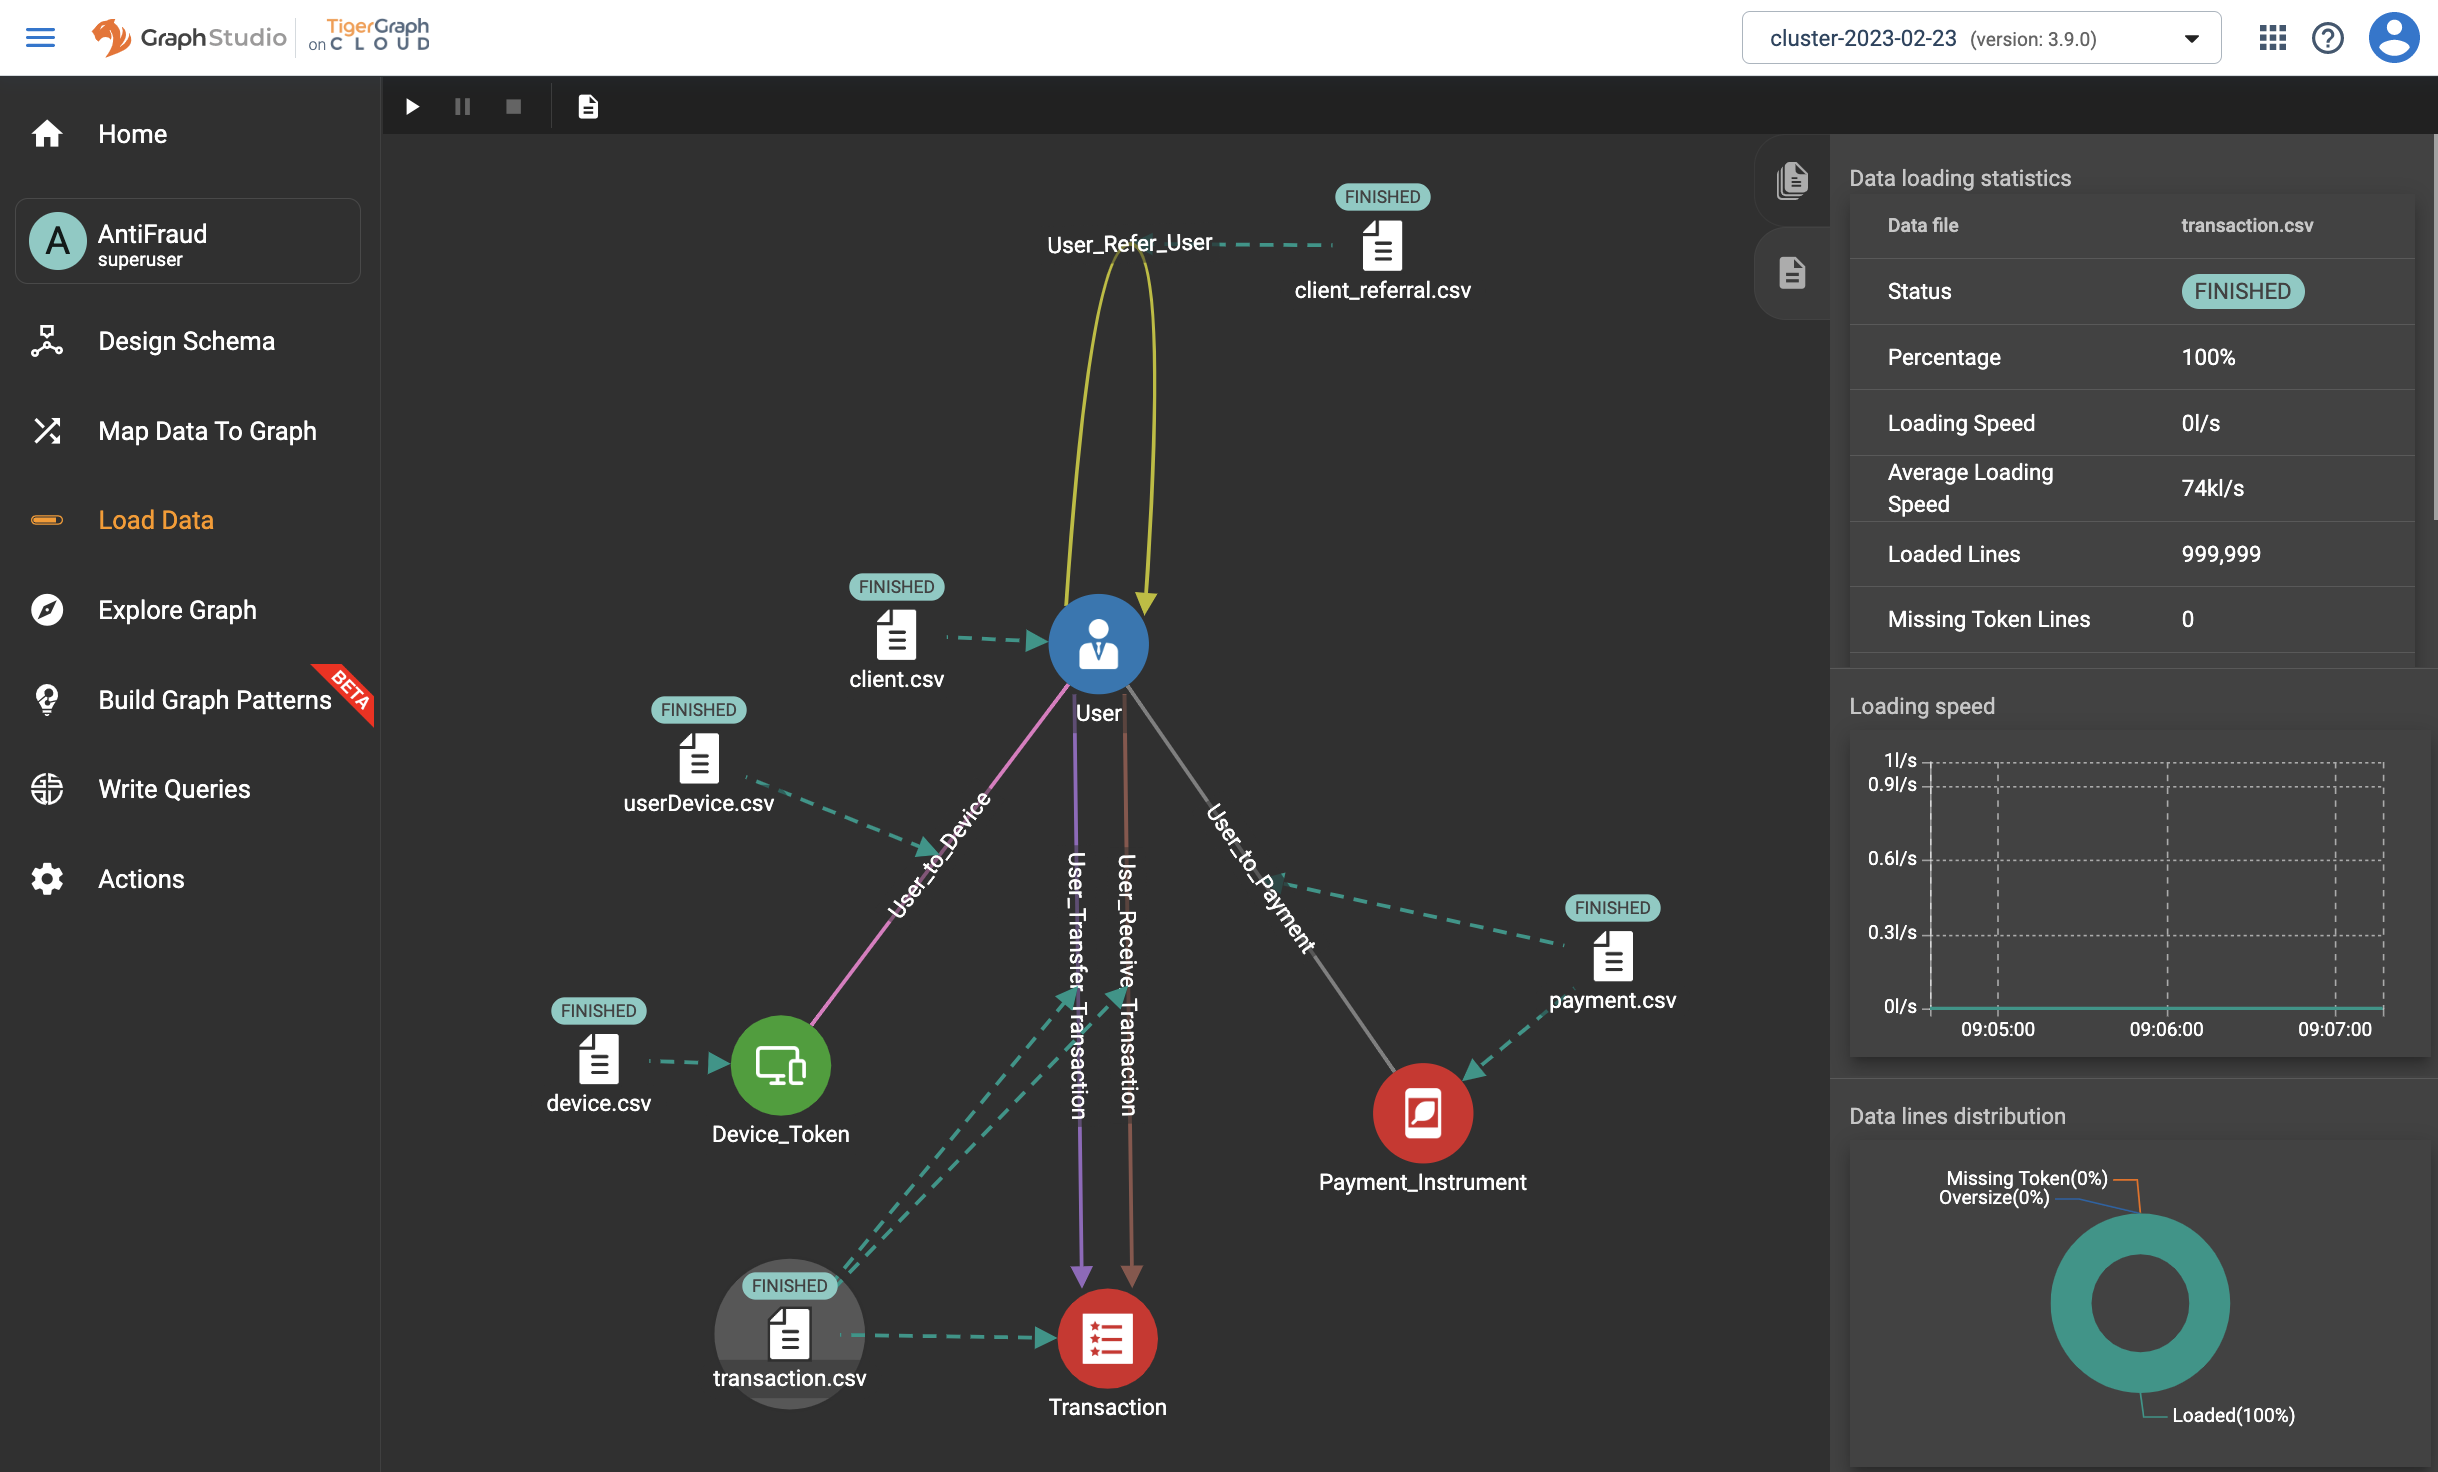 GraphStudio
TigerGraph
on CLOUD
cluster-2023-02-23 (version: 3.9.0)
Home
A
AntiFraud
superuser
Design Schema
Map Data To Graph
Load Data
Explore Graph
Build Graph Patterns
BETA
Write Queries
Actions
FINISHED
User_Refer_User
client_referral.csv
FINISHED
client.csv
User
FINISHED
userDevice.csv
User_to_Device
User_Transfer_Transaction
User_Receive_Transaction
User_to_Payment
FINISHED
payment.csv
FINISHED
device.csv
Device_Token
Payment_Instrument
FINISHED
transaction.csv
Transaction
Data loading statistics
Data file transaction.csv
Status FINISHED
Percentage 100%
Loading Speed 0l/s
Average Loading
Speed
74kl/s
Loaded Lines 999,999
Missing Token Lines 0
Loading speed
1l/s
0.9l/s
0.6l/s
0.3l/s
0l/s
09:05:00 09:06:00 09:07:00
Data lines distribution
Missing Token(0%)
Oversize(0%)
Loaded(100%)